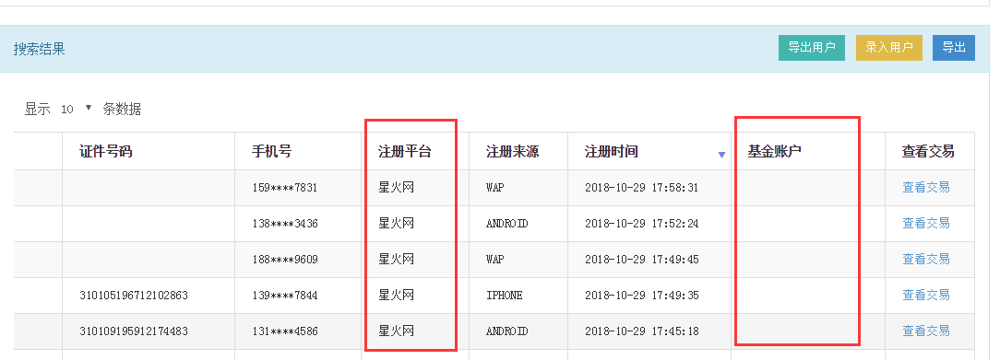 搜索结果 导出用户 录入用户 导出
显示 10 条数据
证件号码 手机号 注册平台 注册来源 注册时间 基金账户 查看交易
159****7831 星火网 WAP 2018-10-29 17:58:31 查看交易
138****3436 星火网 ANDROID 2018-10-29 17:52:24 查看交易
188****9609 星火网 WAP 2018-10-29 17:49:45 查看交易
310105196712102863 139****7844 星火网 IPHONE 2018-10-29 17:49:35 查看交易
310109195912174483 131****4586 星火网 ANDROID 2018-10-29 17:45:18 查看交易